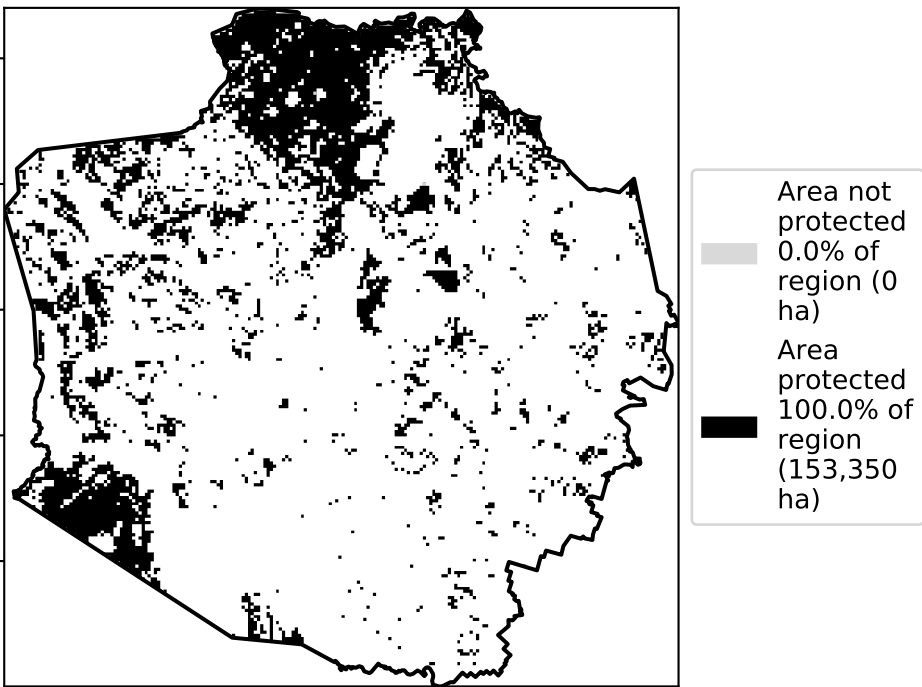 Area not
protected
0.0% of
region (0
ha)
Area
protected
100.0% of
region
(153,350
ha)